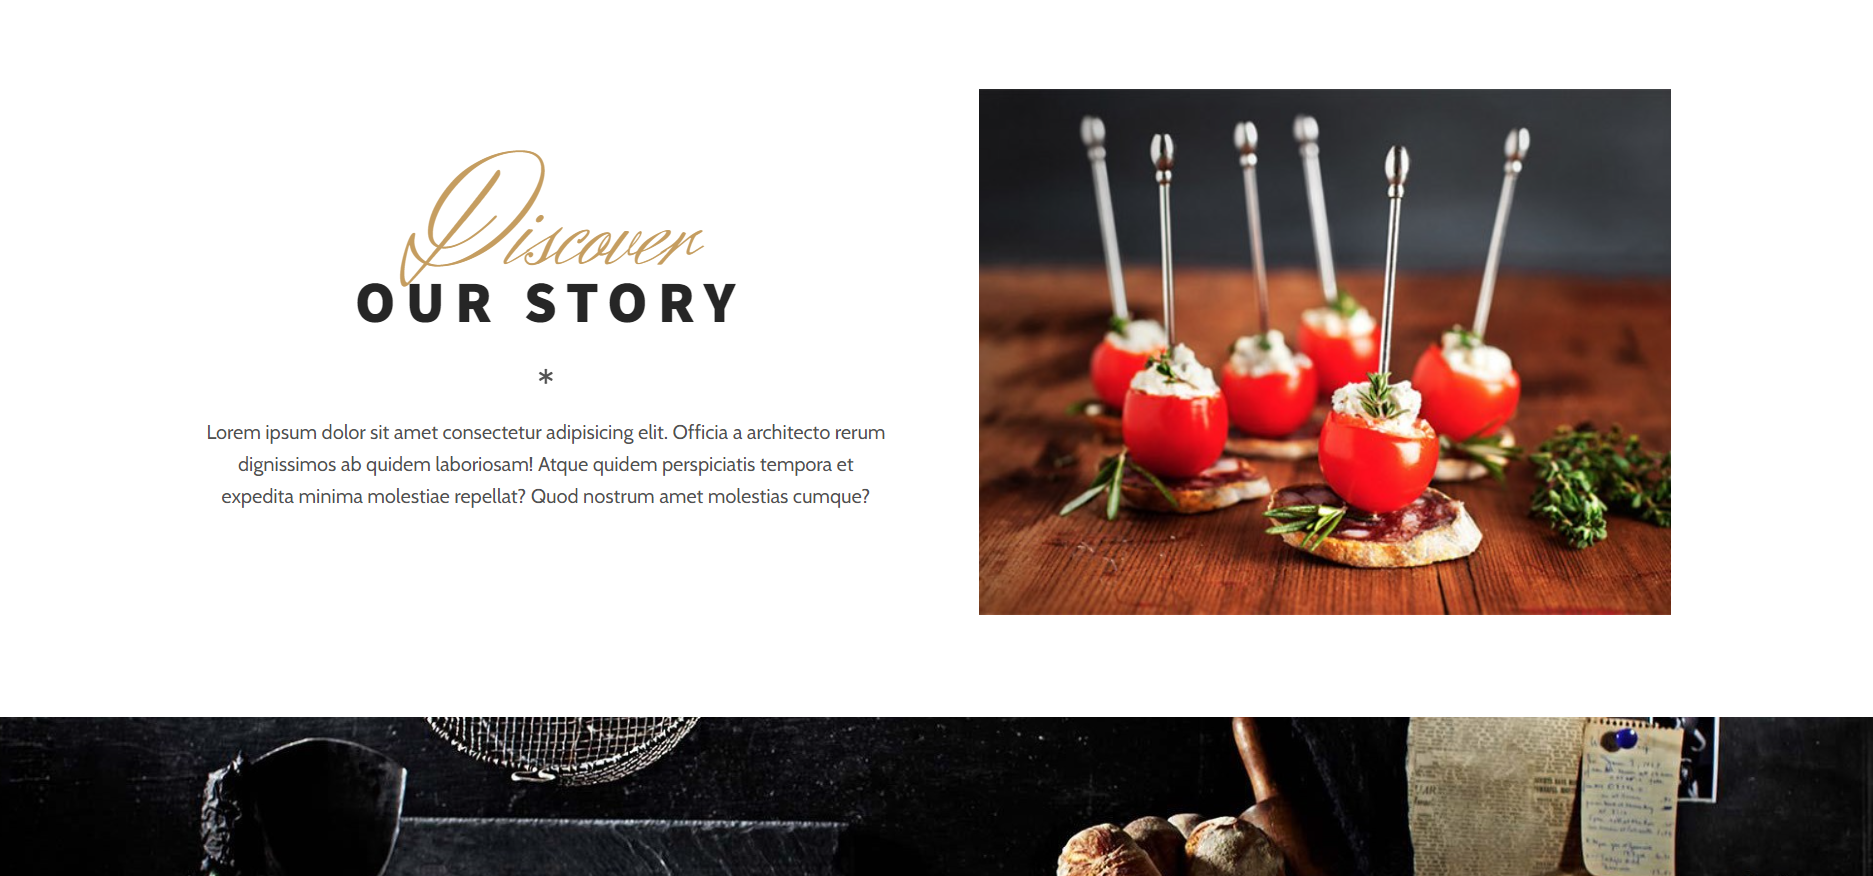 Discover
OUR STORY
*
Lorem ipsum dolor sit amet consectetur adipisicing elit. Officia a architecto rerum
dignissimos ab quidem laboriosam! Atque quidem perspiciatis tempora et
expedita minima molestiae repellat? Quod nostrum amet molestias cumque?